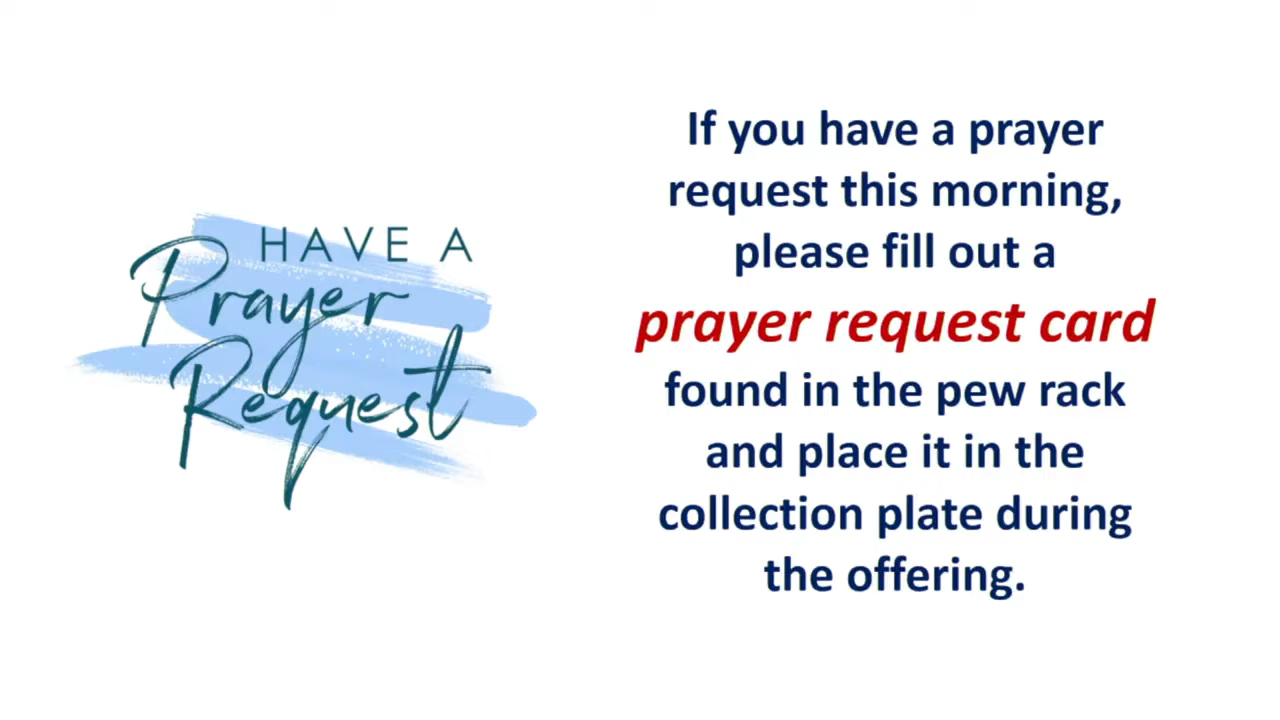 HAVE A
Prayer
Request
If you have a prayer
request this morning,
please fill out a
prayer request card
found in the pew rack
and place it in the
collection plate during
the offering.